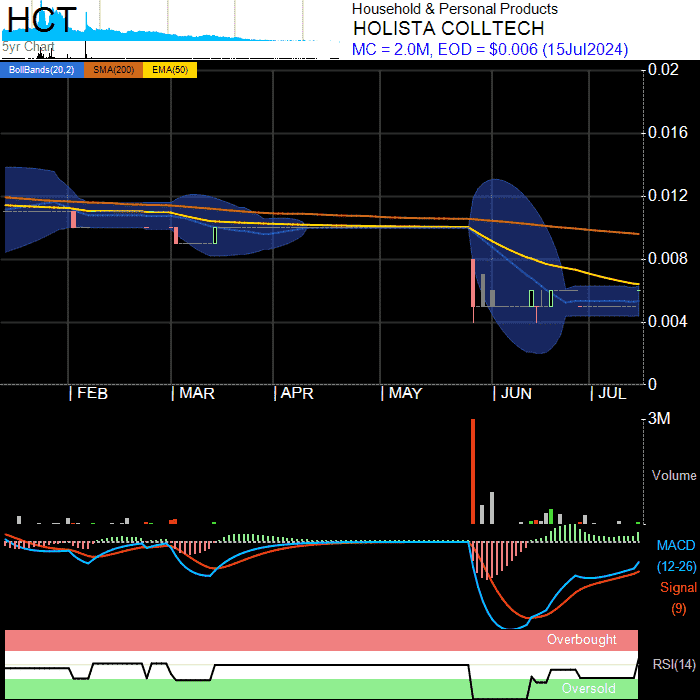 HCT
5yr Chart
Household & Personal Products
HOLISTA COLLTECH
MC = 2.0M, EOD = $0.006 (15Jul2024)
BollBands(20,2) SMA(200) EMA(50)
0.02
0.016
0.012
0.008
0.004
0
FEB MAR APR MAY JUN JUL
3M
Volume
MACD
(12-26)
Signal
(9)
Overbought
RSI(14)
Oversold